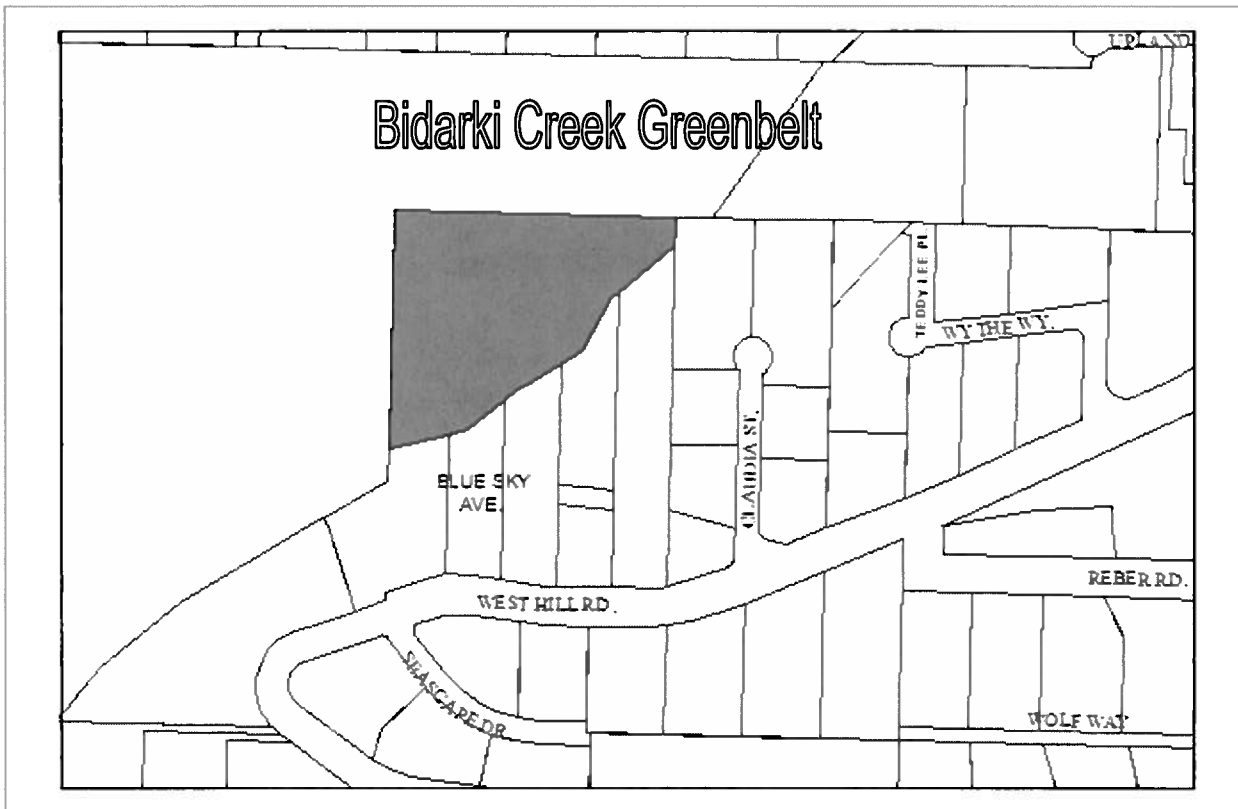 UPLAND
Bidarki Creek Greenbelt
TEDDY LEE PL.
WYTHE WY.
BLUE SKY
AVE.
CLAUDIA ST.
REBER RD.
WEST HILL RD.
SEASCAPE DR
WOLF WAY